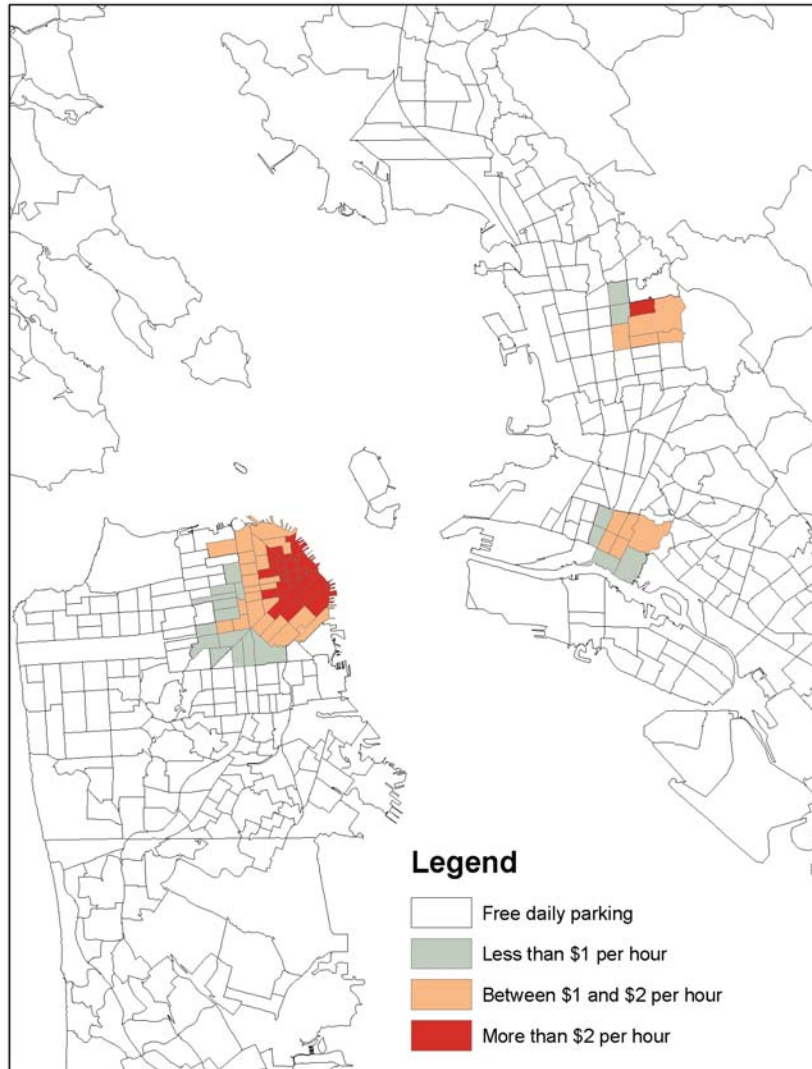 Legend
Free daily parking
Less than $1 per hour
Between $1 and $2 per hour
More than $2 per hour